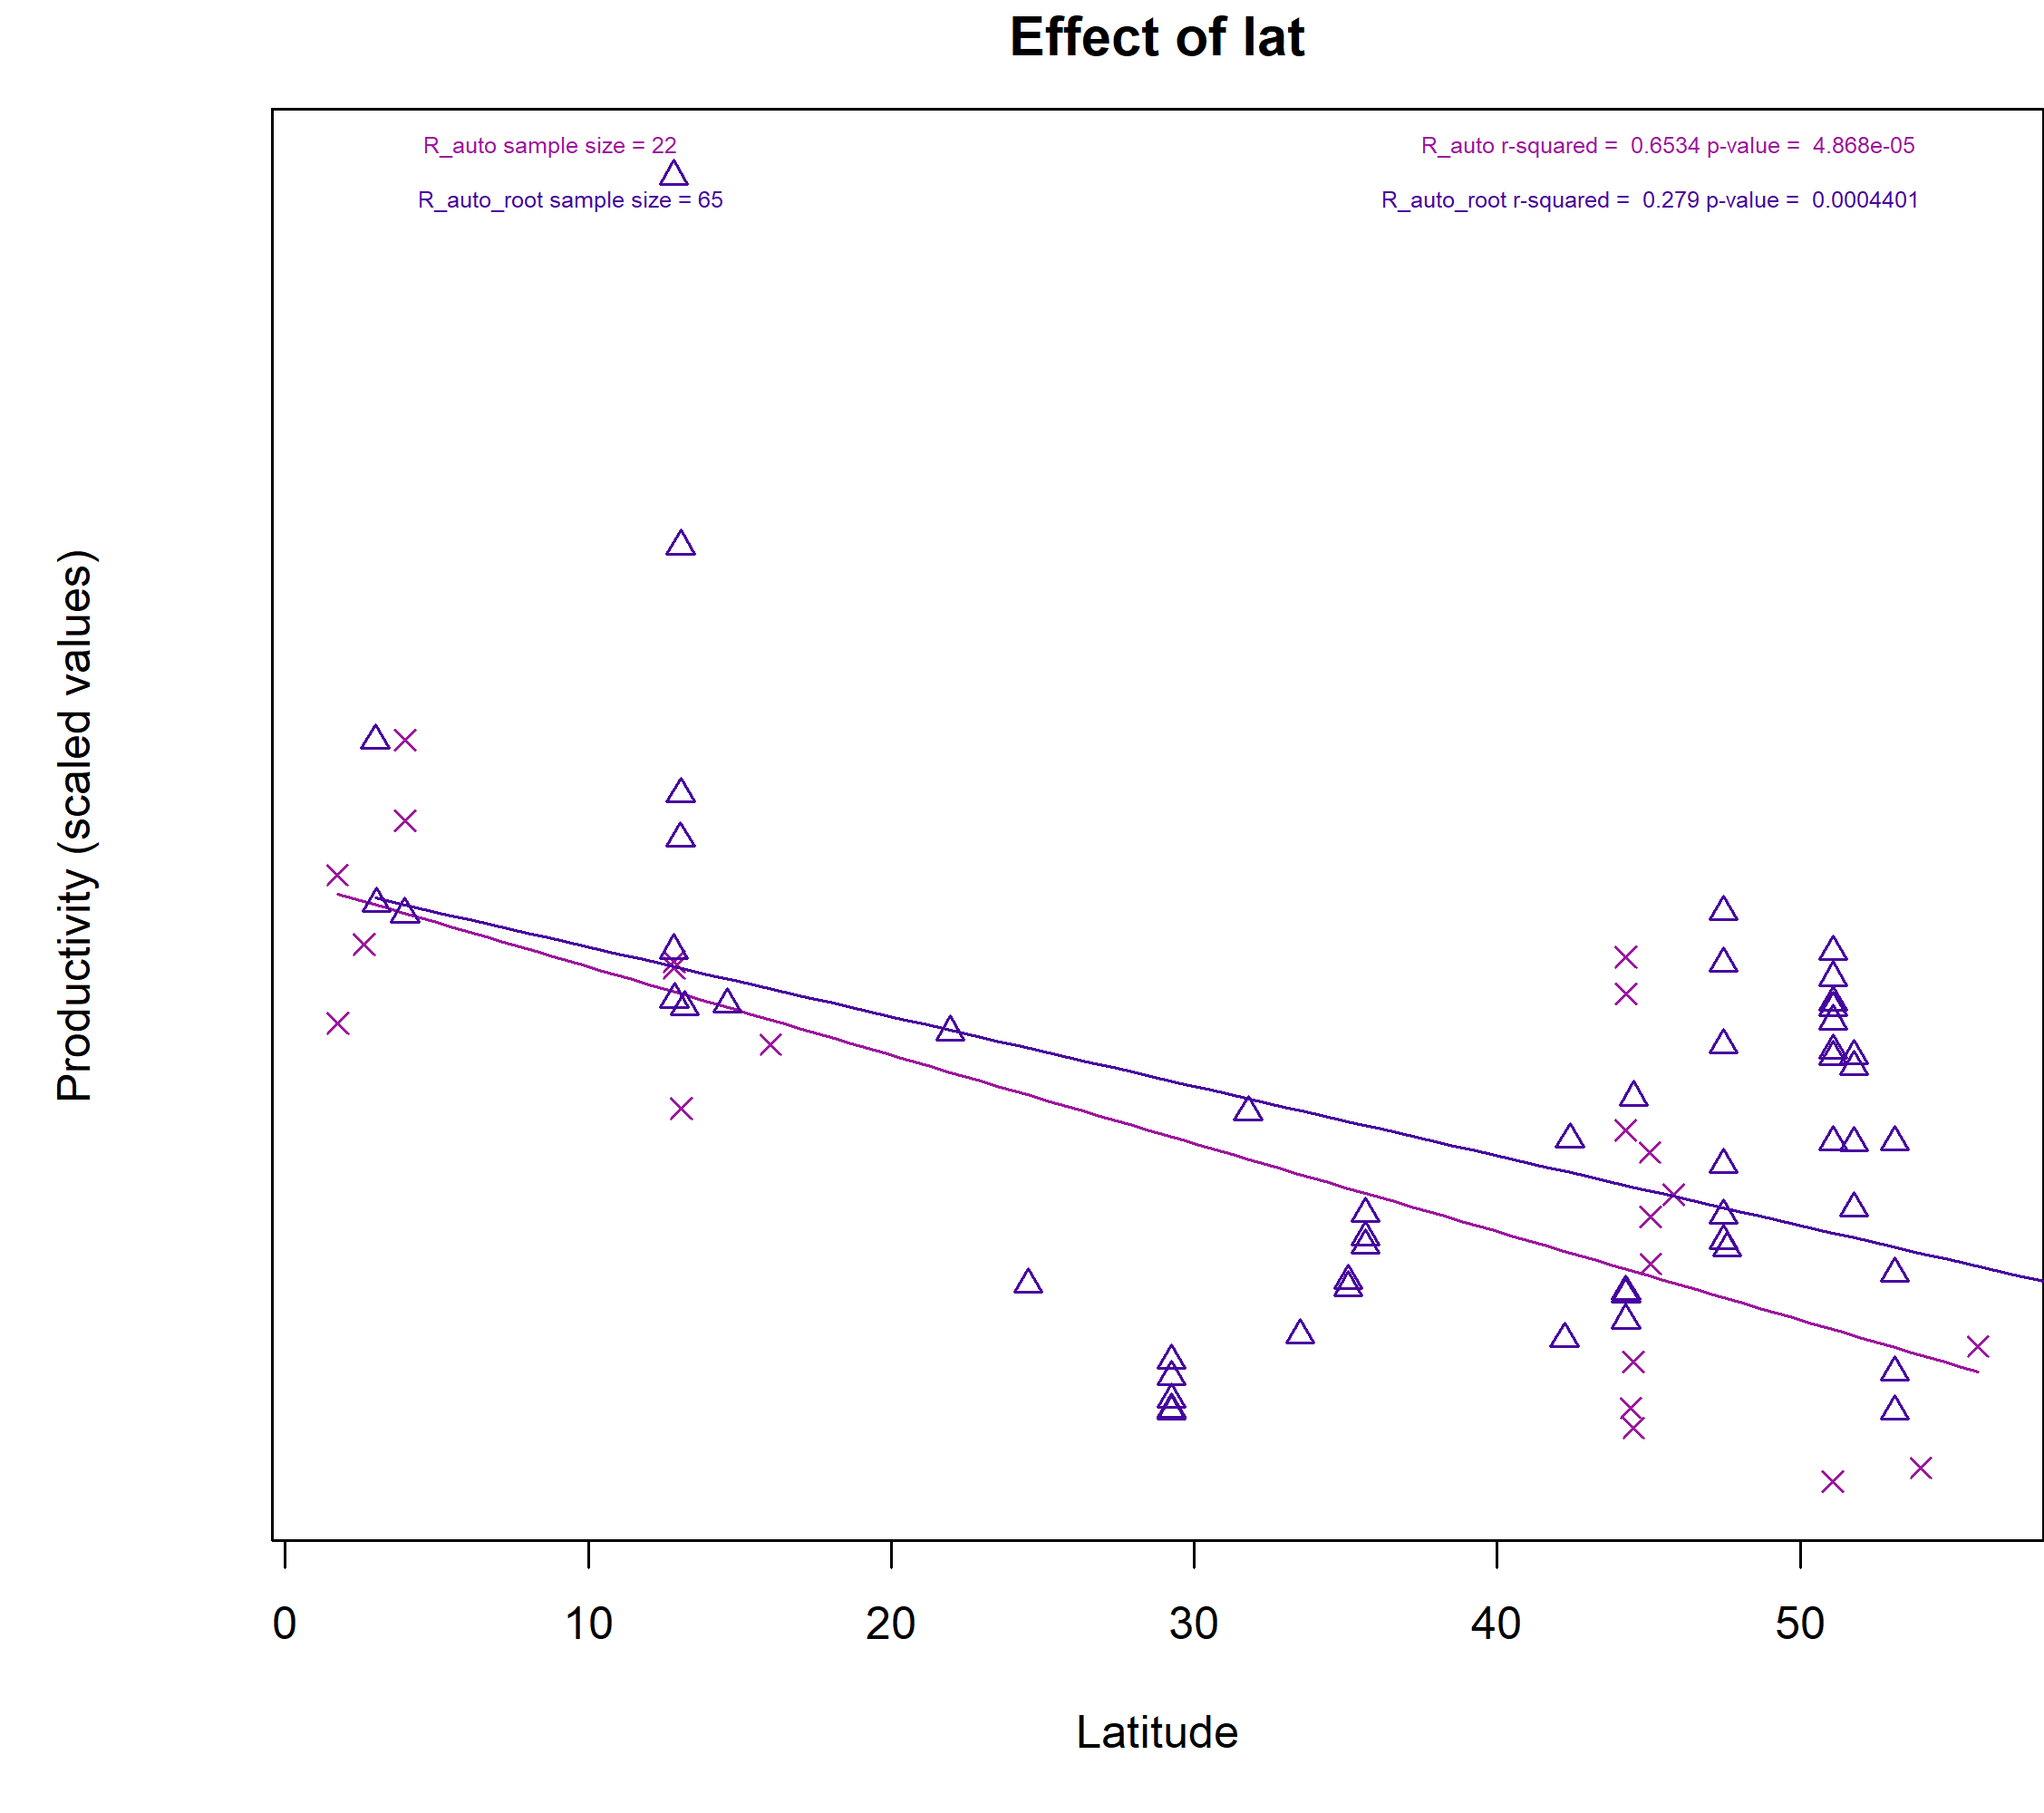 Effect of lat
R_auto sample size = 22
R_auto r-squared =  0.6534 p-value =  4.868e-05
R_auto_root sample size = 65
R_auto_root r-squared =  0.279 p-value =  0.0004401
Productivity (scaled values)
0 10 20 30 40 50
Latitude